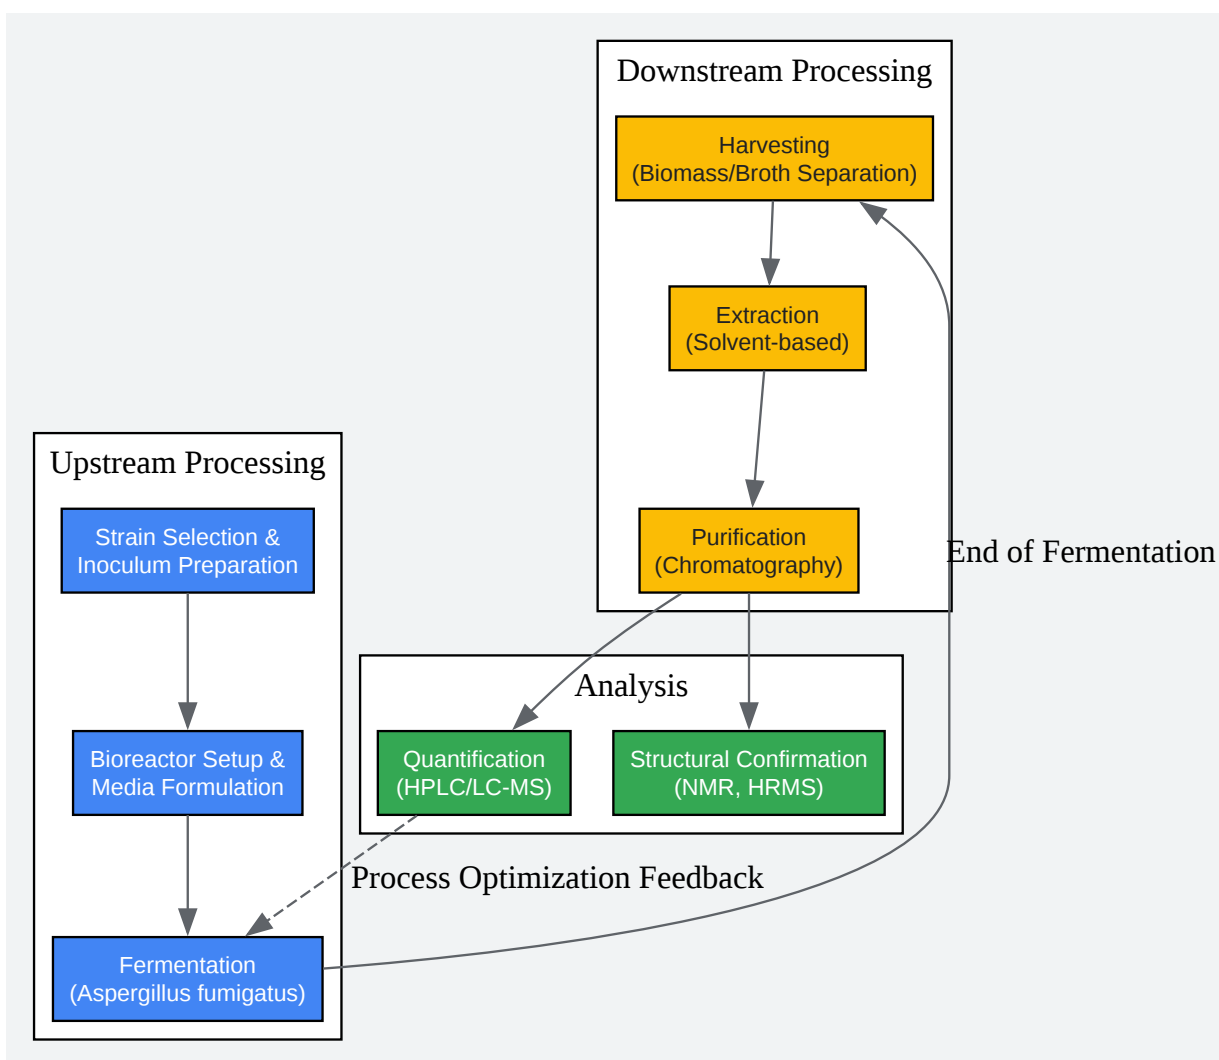 Downstream Processing
Harvesting
(Biomass/Broth Separation)
Extraction
(Solvent-based)
Purification
(Chromatography)
End of Fermentation
Upstream Processing
Strain Selection &
Inoculum Preparation
Bioreactor Setup &
Media Formulation
Fermentation
(Aspergillus fumigatus)
Analysis
Quantification
(HPLC/LC-MS)
Structural Confirmation
(NMR, HRMS)
Process Optimization Feedback